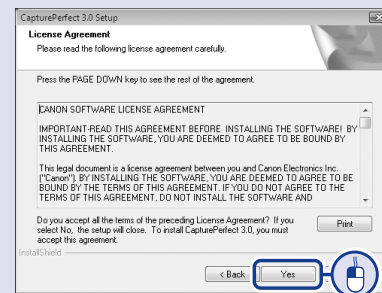 CapturePerfect 3.0 Setup
License Agreement
Please read the following license agreement carefully.
Press the PAGE DOWN key to see the rest of the agreement.
CANON SOFTWARE LICENSE AGREEMENT
IMPORTANT-READ THIS AGREEMENT BEFORE INSTALLING THE SOFTWARE! BY
INSTALLING THE SOFTWARE, YOU ARE DEEMED TO AGREE TO BE BOUND BY
THIS AGREEMENT.
This legal document is a license agreement between you and Canon Electronics Inc.
("Canon"). BY INSTALLING THE SOFTWARE, YOU ARE DEEMED TO AGREE TO BE
BOUND BY THE TERMS OF THIS AGREEMENT. IF YOU DO NOT AGREE TO THE
TERMS OF THIS AGREEMENT, DO NOT INSTALL THE SOFTWARE AND
Do you accept all the terms of the preceding License Agreement? If you
select No, the setup will close. To install CapturePerfect 3.0, you must
accept this agreement.
Print
InstallShield
< Back
Yes